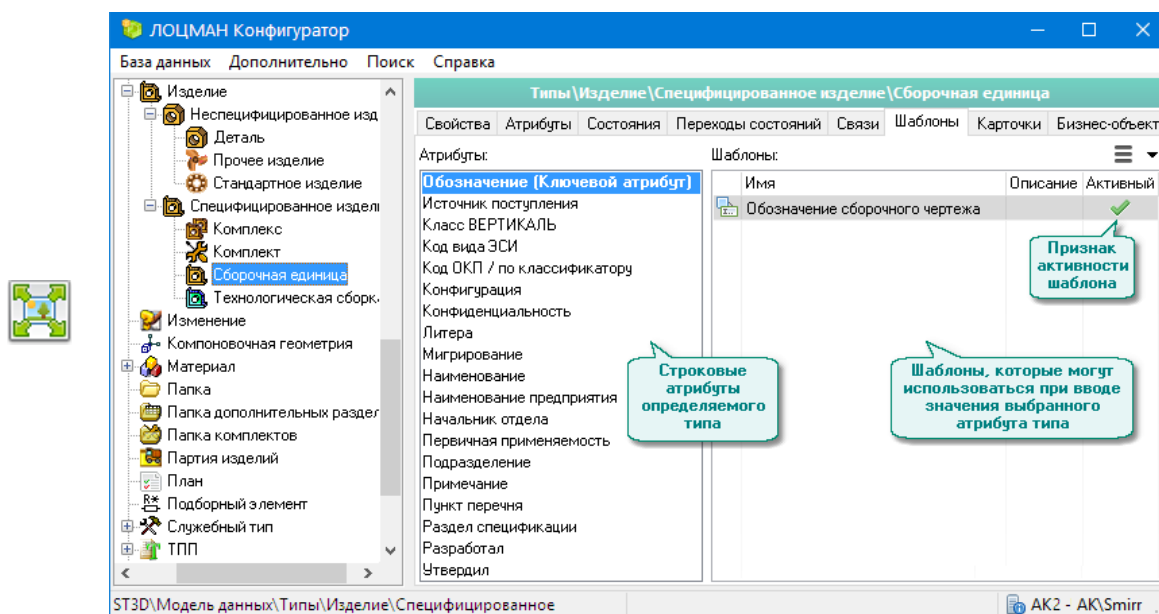 ЛОЦМАН Конфигуратор
База данных Дополнительно Поиск Справка
Изделие
Неспецифицированное изд
Деталь
Прочее изделие
Стандартное изделие
Специфицированное издел
Комплекс
Комплект
Сборочная единица
Технологическая сборк
Изменение
Компоновочная геометрия
Материал
Папка
Папка дополнительных раздел
Папка комплектов
Партия изделий
План
Подборный элемент
Служебный тип
ТПП
Типы\Изделие\Специфицированное изделие\Сборочная единица
Свойства Атрибуты Состояния Переходы состояний Связи Шаблоны Карточки Бизнес-объект
Атрибуты:
Обозначение (Ключевой атрибут)
Источник поступления
Класс ВЕРТИКАЛЬ
Код вида ЭСИ
Код ОКП / по классификатору
Конфигурация
Конфиденциальность
Литера
Мигрирование
Наименование
Наименование предприятия
Начальник отдела
Первичная применяемость
Подразделение
Примечание
Пункт перечня
Раздел спецификации
Разработал
Утвердил
Строковые
атрибуты
определяемого
типа
Шаблоны:
Имя Описание Активный
Обозначение сборочного чертежа
Признак
активности
шаблона
Шаблоны, которые могут
использоваться при вводе
значения выбранного
атрибута типа
ST3D\Модель данных\Типы\Изделие\Специфицированное
AK2 - AK\Smirr